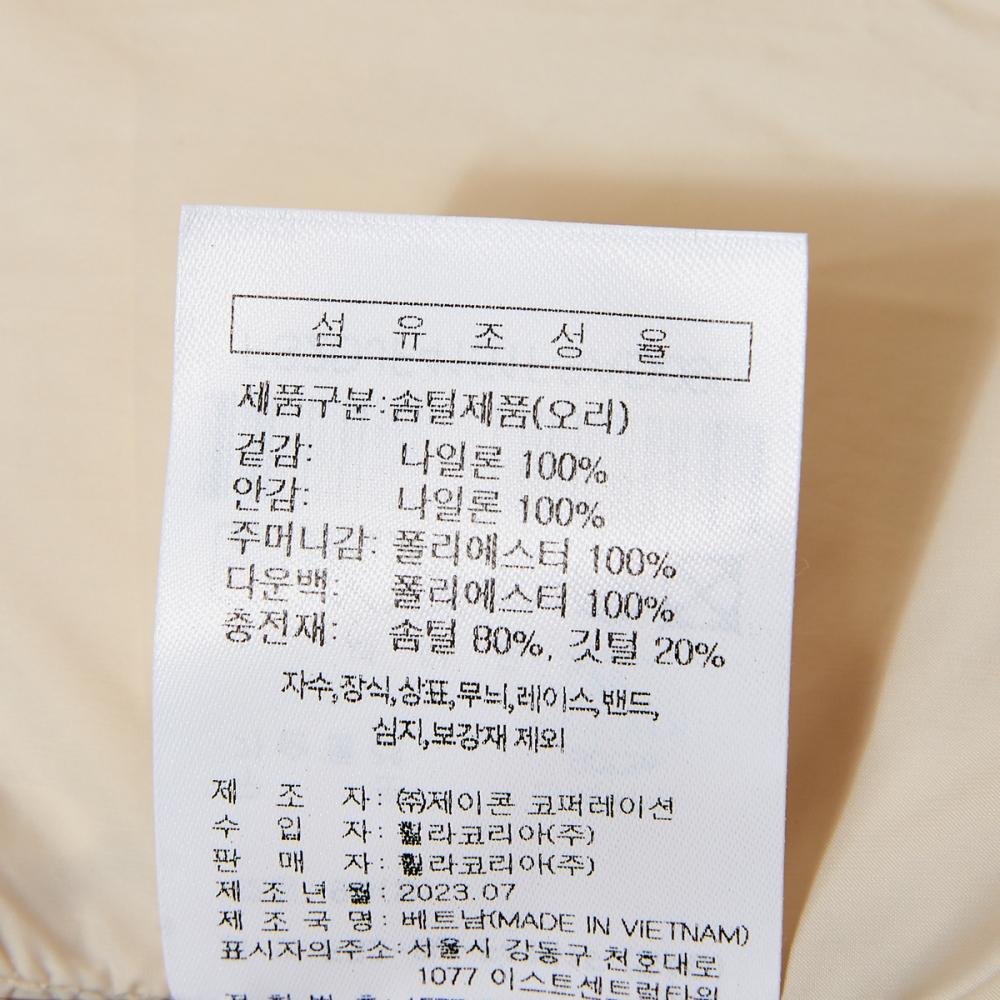 섬 유 조 성 율
제품구분:솜털제품(오리)
겉감: 나일론 100%
안감: 나일론 100%
주머니감: 폴리에스터 100%
다운백: 폴리에스터 100%
충전재: 솜털 80%, 깃털 20%
자수,장식,상표,무늬,레이스,밴드,
심지,보강재 제외
제 조 자: ㈜제이콘 코퍼레이션
수 입 자: 휠라코리아(주)
판 매 자: 휠라코리아(주)
제 조 년 월: 2023.07
제 조 국 명: 베트남(MADE IN VIETNAM)
표시자의주소:서울시 강동구 천호대로
1077 이스트센트럴타워